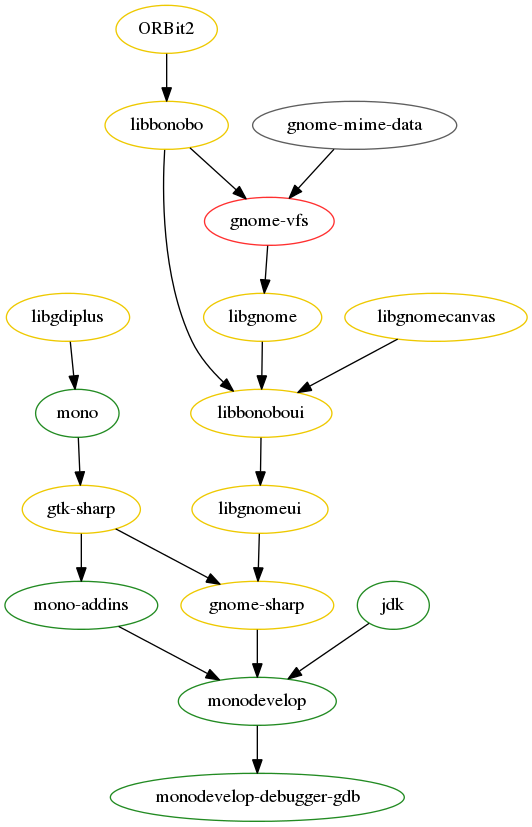 ORBit2
libbonobo
gnome-mime-data
gnome-vfs
libgdiplus
libgnome
libgnomecanvas
mono
libbonoboui
gtk-sharp
libgnomeui
mono-addins
gnome-sharp
jdk
monodevelop
monodevelop-debugger-gdb